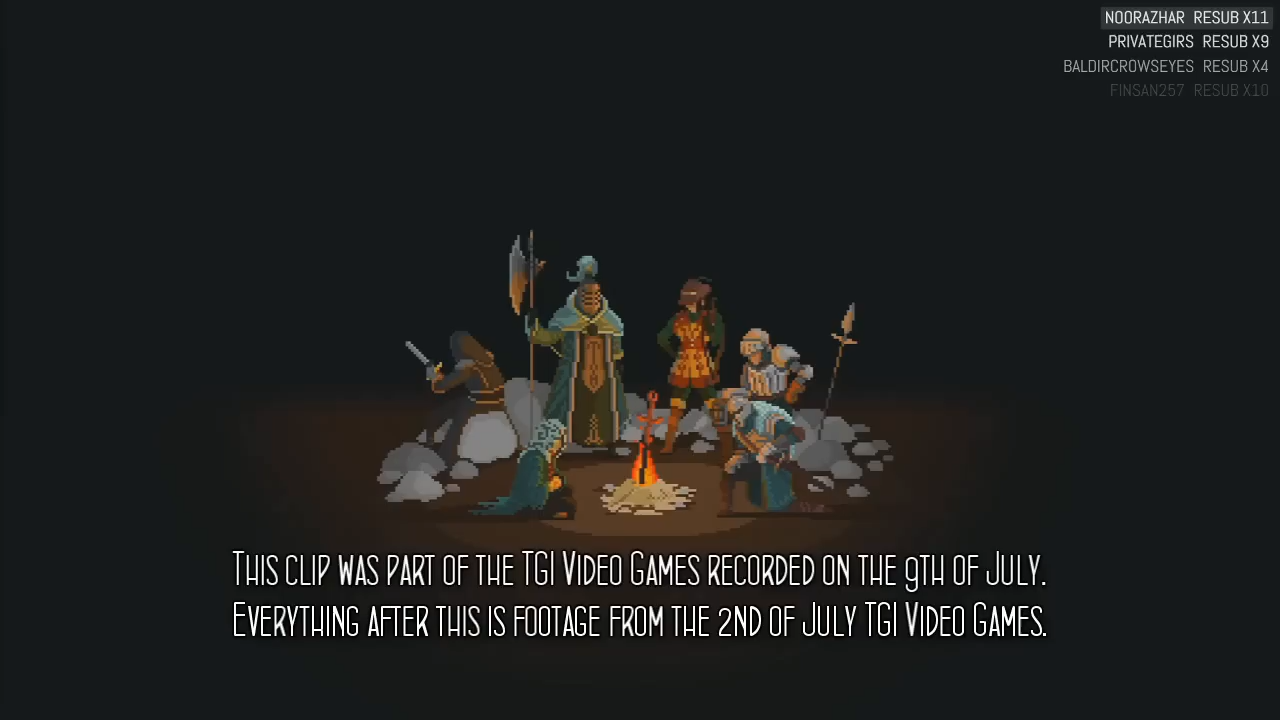 NOORAZHAR RESUB X11
PRIVATEGIRS RESUB X9
BALDIRCROWSEYES RESUB X4
FINSAN257 RESUB X10
THIS CLIP WAS PART OF THE TGI VIDEO GAMES RECORDED ON THE 9TH OF JULY.
EVERYTHING AFTER THIS IS FOOTAGE FROM THE 2ND OF JULY TGI VIDEO GAMES.